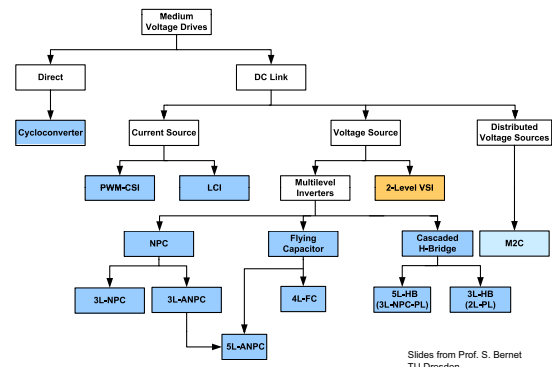 Medium
Voltage Drives
Direct
DC Link
Cycloconverter
Current Source
Voltage Source
Distributed
Voltage Sources
PWM-CSI
LCI
Multilevel
Inverters
2-Level VSI
NPC
Flying
Capacitor
Cascaded
H-Bridge
M2C
3L-NPC
3L-ANPC
4L-FC
5L-HB
(3L-NPC-PL)
3L-HB
(2L-PL)
5L-ANPC
Slides from Prof. S. Bernet
TU Dresden